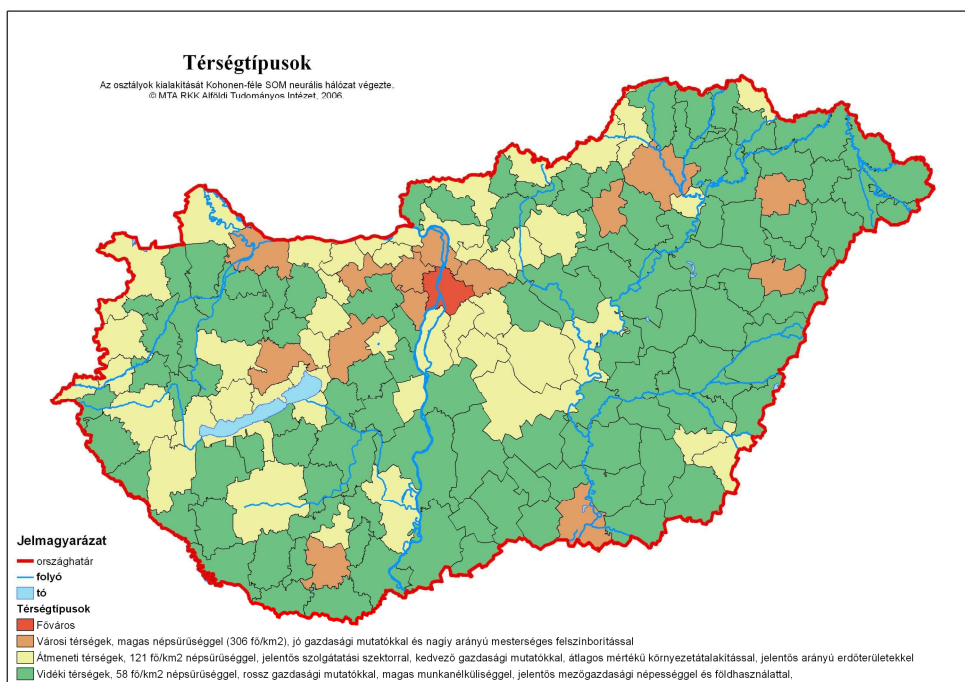 Térségtípusok
Az osztályok kialakítását Kohonen-féle SOM neurális hálózat végezte.
© MTA RKK Alföldi Tudományos Intézet, 2006
Jelmagyarázat
országhatár
folyó
tó
Térségtípusok
Főváros
Városi térségek, magas népsűrűséggel (306 fő/km2), jó gazdasági mutatókkal és nagiy arányú mesterséges felszínborítással
Átmeneti térségek, 121 fő/km2 népsűrűséggel, jelentős szolgátatási szektorral, kedvező gazdasági mutatókkal, átlagos mértékű környezetátalakítással, jelentős arányú erdőterületekkel
Vidéki térségek, 58 fő/km2 népsűrűséggel, rossz gazdasági mutatókkal, magas munkanélküliséggel, jelentős mezőgazdasági népességgel és földhasználattal,